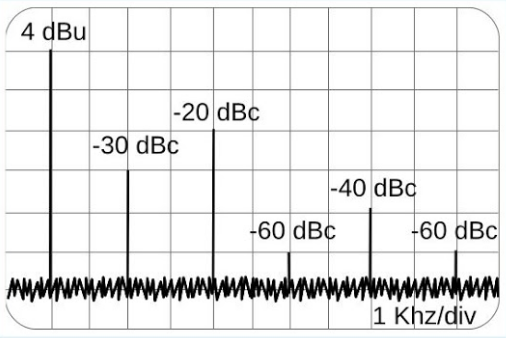 4 dBu
-20 dBc
-30 dBc
-40 dBc
-60 dBc
-60 dBc
1 Khz/div